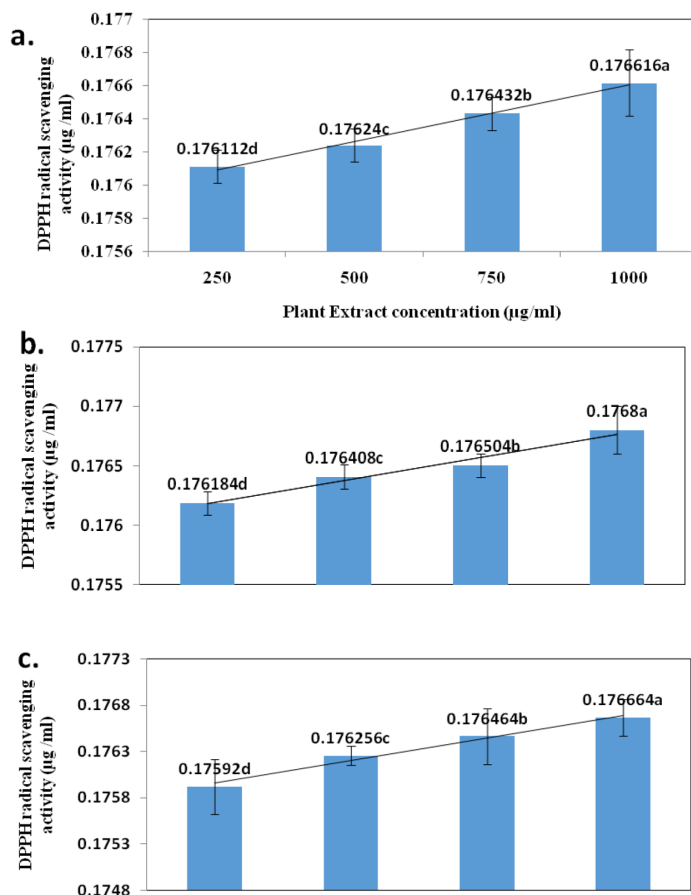 a.
DPPH radical scavenging
activity (µg /ml)
0.177
0.1768
0.1766
0.1764
0.1762
0.176
0.1758
0.1756
0.176112d
0.17624c
0.176432b
0.176616a
250
500
750
1000
Plant Extract concentration (µg/ml)
b.
DPPH radical scavenging
activity (µg /ml)
0.1775
0.177
0.1765
0.176
0.1755
0.176184d
0.176408c
0.176504b
0.1768a
c.
DPPH radical scavenging
activity (µg /ml)
0.1773
0.1768
0.1763
0.1758
0.1753
0.1748
0.17592d
0.176256c
0.176464b
0.176664a